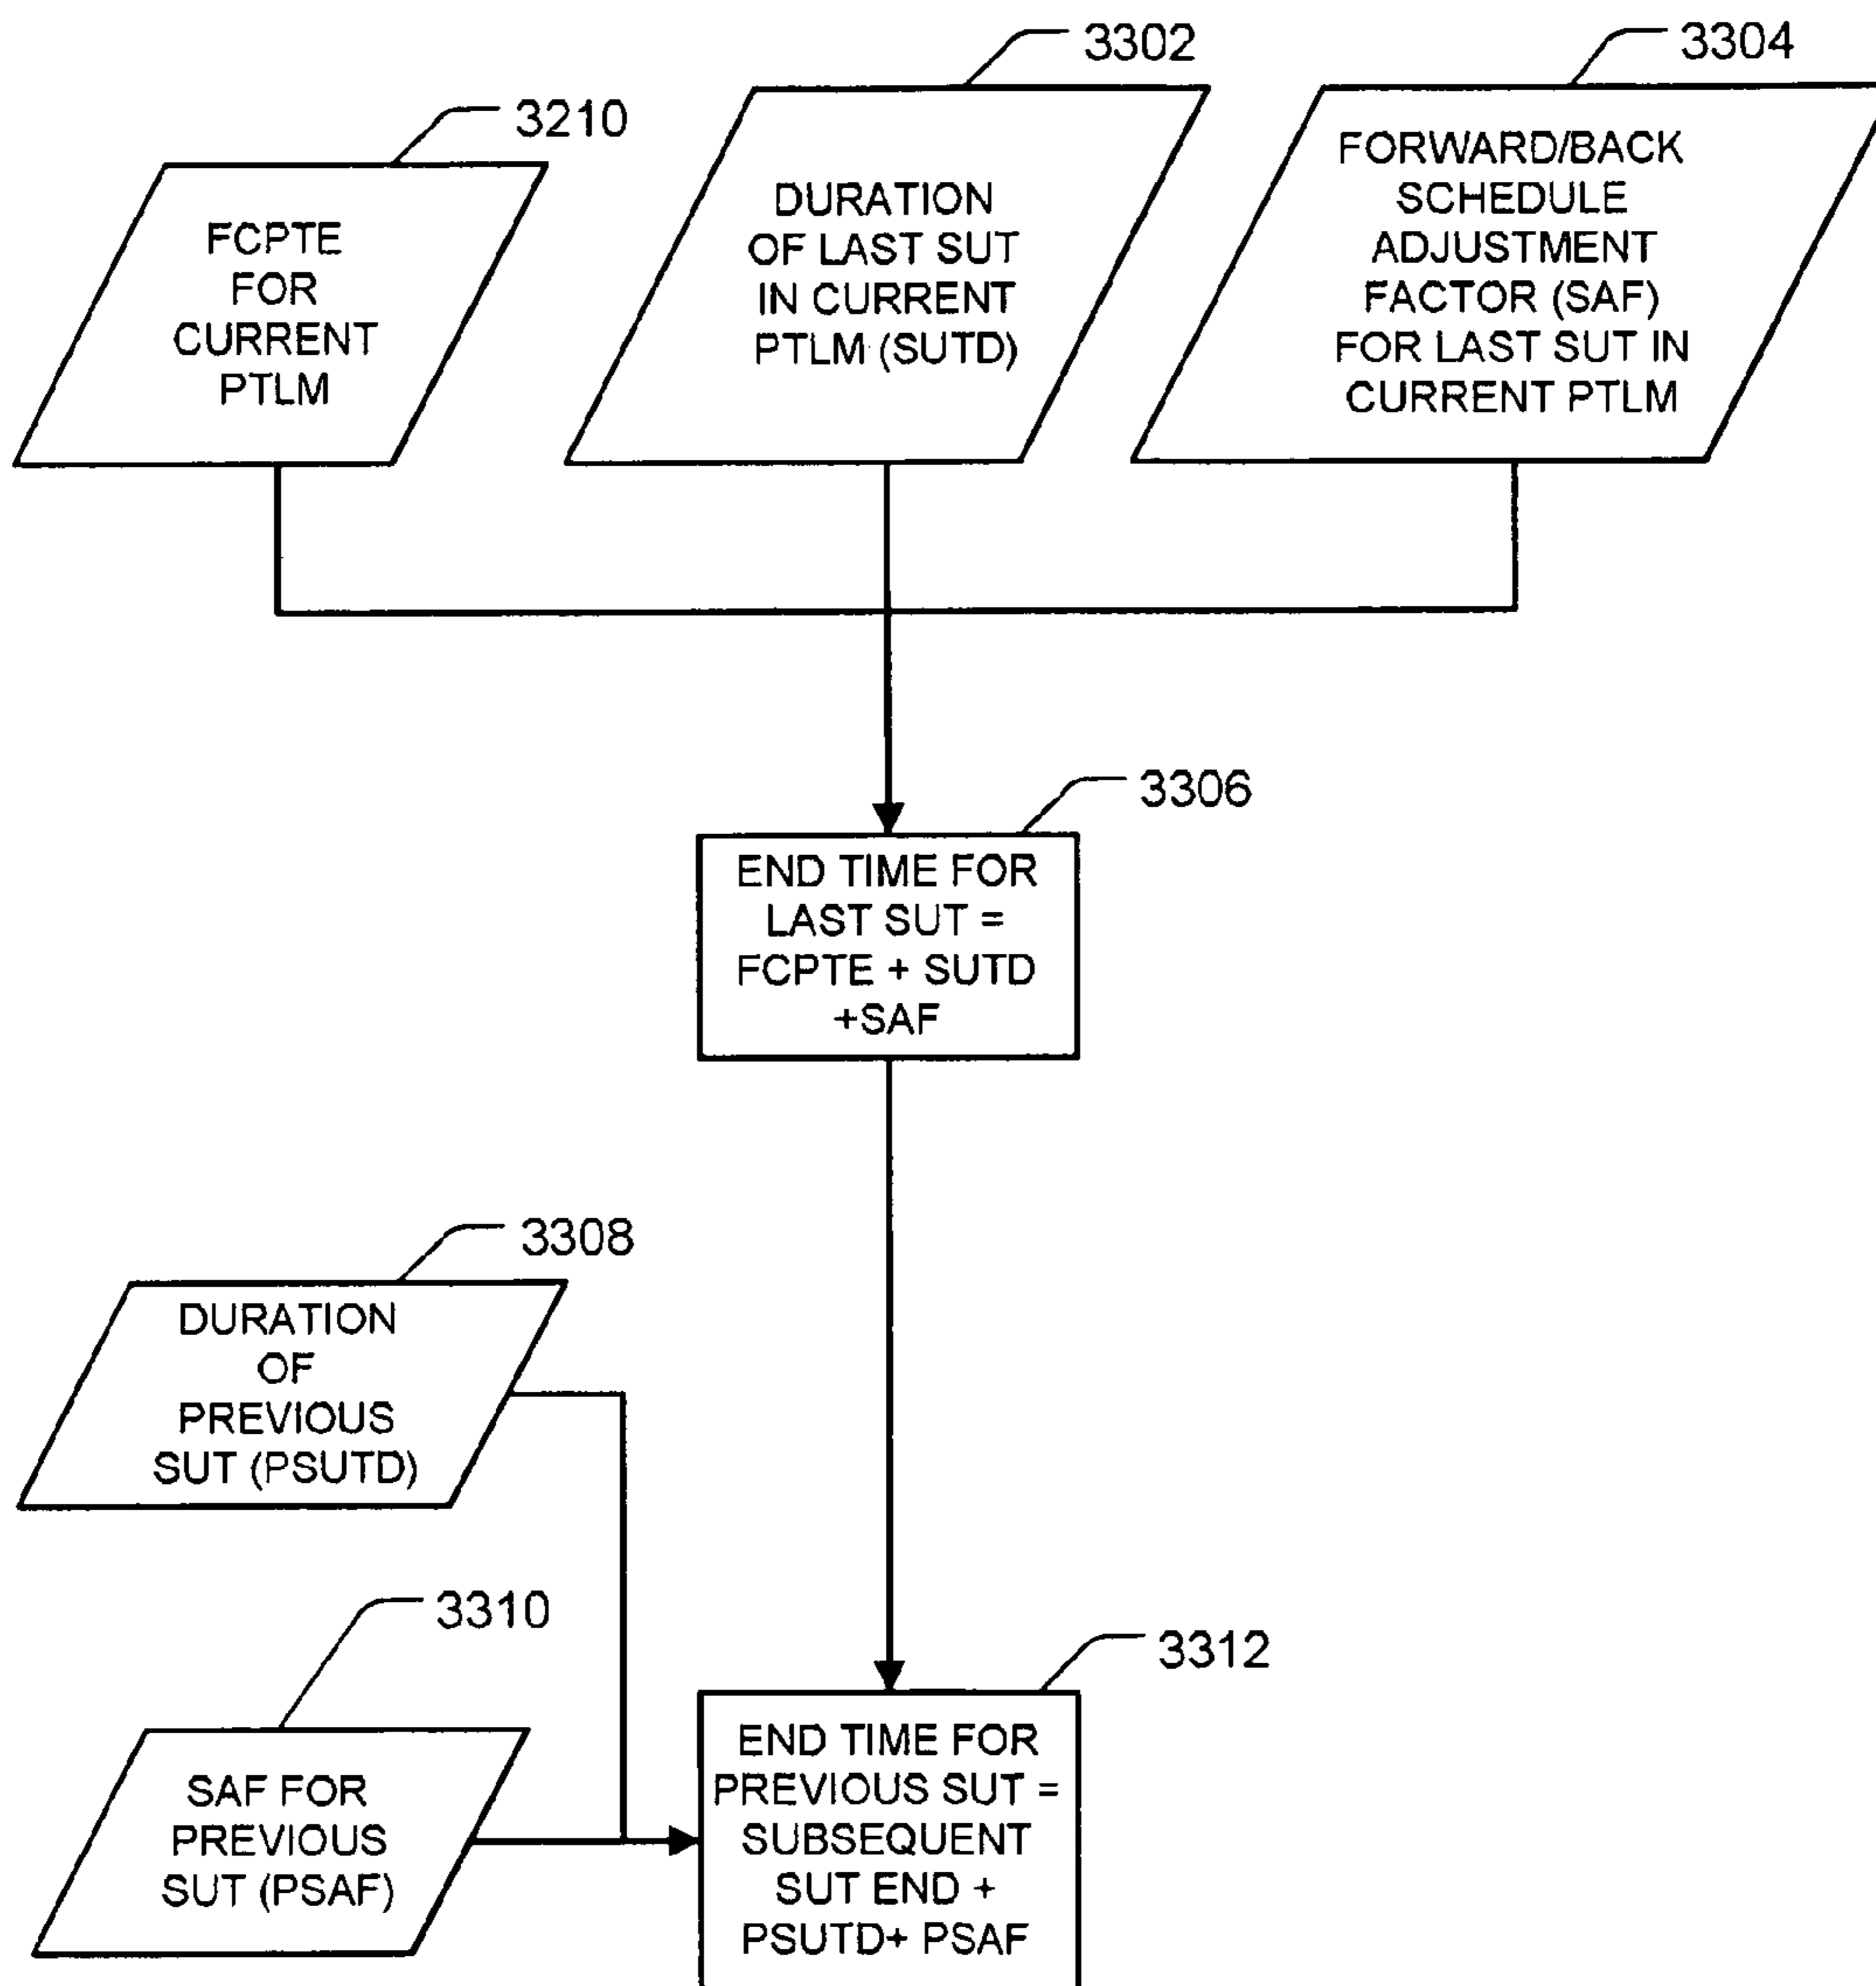 3210
FCPTE
FOR
CURRENT
PTLM
3302
DURATION
OF LAST SUT
IN CURRENT
PTLM (SUTD)
3304
FORWARD/BACK
SCHEDULE
ADJUSTMENT
FACTOR (SAF)
FOR LAST SUT IN
CURRENT PTLM
3306
END TIME FOR
LAST SUT =
FCPTE + SUTD
+SAF
3308
DURATION
OF
PREVIOUS
SUT (PSUTD)
3310
SAF FOR
PREVIOUS
SUT (PSAF)
3312
END TIME FOR
PREVIOUS SUT =
SUBSEQUENT
SUT END +
PSUTD+ PSAF